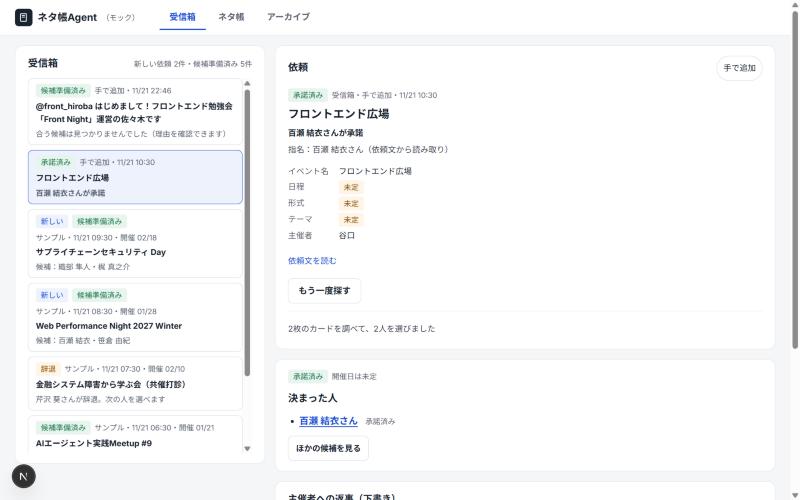 ネタ帳Agent （モック） 受信箱 ネタ帳 アーカイブ
受信箱 新しい依頼 2件・候補準備済み 5件
候補準備済み 手で追加・11/21 22:46
@front_hiroba はじめまして！フロントエンド勉強会
「Front Night」運営の佐々木です
合う候補は見つかりませんでした（理由を確認できます）
承諾済み 手で追加・11/21 10:30
フロントエンド広場
百瀬 結衣さんが承諾
新しい 候補準備済み
サンプル・11/21 09:30・開催 02/18
サプライチェーンセキュリティ Day
候補：織部 隼人・梶 真之介
新しい 候補準備済み
サンプル・11/21 08:30・開催 01/28
Web Performance Night 2027 Winter
候補：百瀬 結衣・笹倉 由紀
辞退 サンプル・11/21 07:30・開催 02/10
金融システム障害から学ぶ会（共催打診）
芹沢 葵さんが辞退。次の人を選べます
候補準備済み サンプル・11/21 06:30・開催 01/21
AIエージェント実践Meetup #9
N
依頼 手で追加
承諾済み 受信箱・手で追加・11/21 10:30
フロントエンド広場
百瀬 結衣さんが承諾
指名：百瀬 結衣さん（依頼文から読み取り）
イベント名 フロントエンド広場
日程 未定
形式 未定
テーマ 未定
主催者 谷口
依頼文を読む
もう一度探す
2枚のカードを調べて、2人を選びました
承諾済み 開催日は未定
決まった人
• 百瀬 結衣さん 承諾済み
ほかの候補を見る
主催者への返事（下書き）